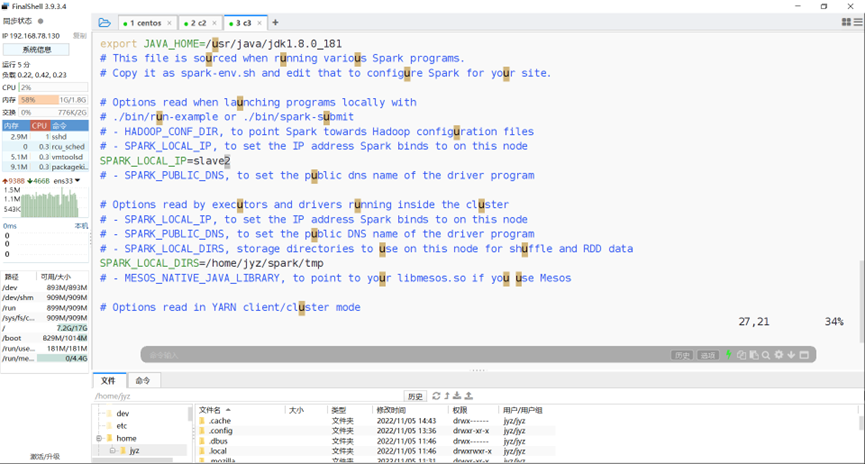 FinalShell 3.9.3.4
同步状态
IP 192.168.78.130 复制
系统信息
运行 5 分
负载 0.22, 0.42, 0.23
CPU 2%
内存 58% 1G/1.8G
交换 0% 776K/2G
内存 CPU 命令
2.9M 1 sshd
0 0.3 rcu_sched
5.1M 0.3 vmtoolsd
9.1M 0.3 packageki...
9388 4668 ens33
1.5M
1.1M
543K
0ms 本机
0
0
0
路径 可用/大小
/dev 893M/893M
/dev/shm 909M/909M
/run 899M/909M
/sys/fs/c... 909M/909M
/ 7.2G/17G
/boot 829M/1014M
/run/use... 181M/181M
/run/me... 0/4.4G
激活/升级
1 centos
2 c2
3 c3
export JAVA_HOME=/usr/java/jdk1.8.0_181
# This file is sourced when running various Spark programs.
# Copy it as spark-env.sh and edit that to configure Spark for your site.
# Options read when launching programs locally with
# ./bin/run-example or ./bin/spark-submit
# - HADOOP_CONF_DIR, to point Spark towards Hadoop configuration files
# - SPARK_LOCAL_IP, to set the IP address Spark binds to on this node
SPARK_LOCAL_IP=slave2
# - SPARK_PUBLIC_DNS, to set the public dns name of the driver program
# Options read by executors and drivers running inside the cluster
# - SPARK_LOCAL_IP, to set the IP address Spark binds to on this node
# - SPARK_PUBLIC_DNS, to set the public DNS name of the driver program
# - SPARK_LOCAL_DIRS, storage directories to use on this node for shuffle and RDD data
SPARK_LOCAL_DIRS=/home/jyz/spark/tmp
# - MESOS_NATIVE_JAVA_LIBRARY, to point to your libmesos.so if you use Mesos
# Options read in YARN client/cluster mode
27,21 34%
命令输入
历史 选项
文件 命令
/home/jyz 历史
dev
etc
home
jyz
文件名 大小 类型 修改时间 权限 用户/用户组
.cache 文件夹 2022/11/05 14:43 drwx------ jyz/jyz
.config 文件夹 2022/11/05 13:36 drwxr-xr-x jyz/jyz
.dbus 文件夹 2022/11/05 11:46 drwx------ jyz/jyz
.local 文件夹 2022/11/05 11:46 drwxrwxr-x jyz/jyz
.mozilla 文件夹 2022/11/05 11:31 drwxr-xr-x jyz/jyz